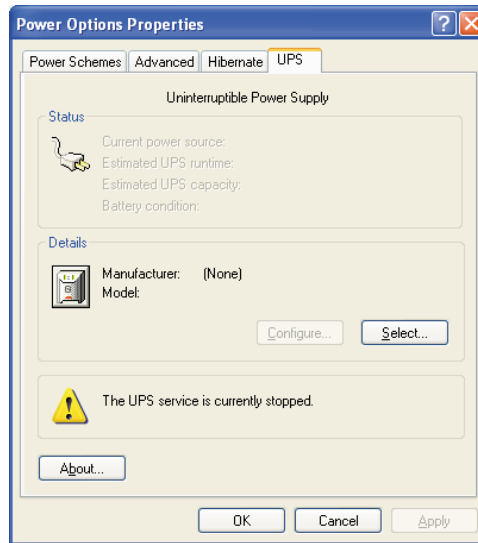 Power Options Properties
Power Schemes Advanced Hibernate UPS
Uninterruptible Power Supply
Status
Current power source:
Estimated UPS runtime:
Estimated UPS capacity:
Battery condition:
Details
Manufacturer: (None)
Model:
Configure... Select...
The UPS service is currently stopped.
About...
OK Cancel Apply